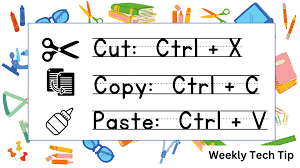 Cut: Ctrl + X
Copy: Ctrl + C
Paste: Ctrl + V
Weekly Tech Tip